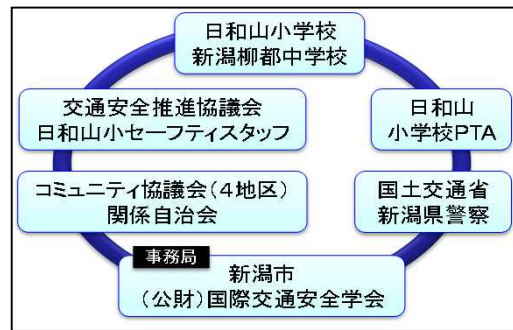 日和山小学校
新潟柳都中学校
交通安全推進協議会
日和山小セーフティスタッフ
日和山
小学校PTA
コミュニティ協議会(4地区)
関係自治会
国土交通省
新潟県警察
事務局
新潟市
(公財)国際交通安全学会